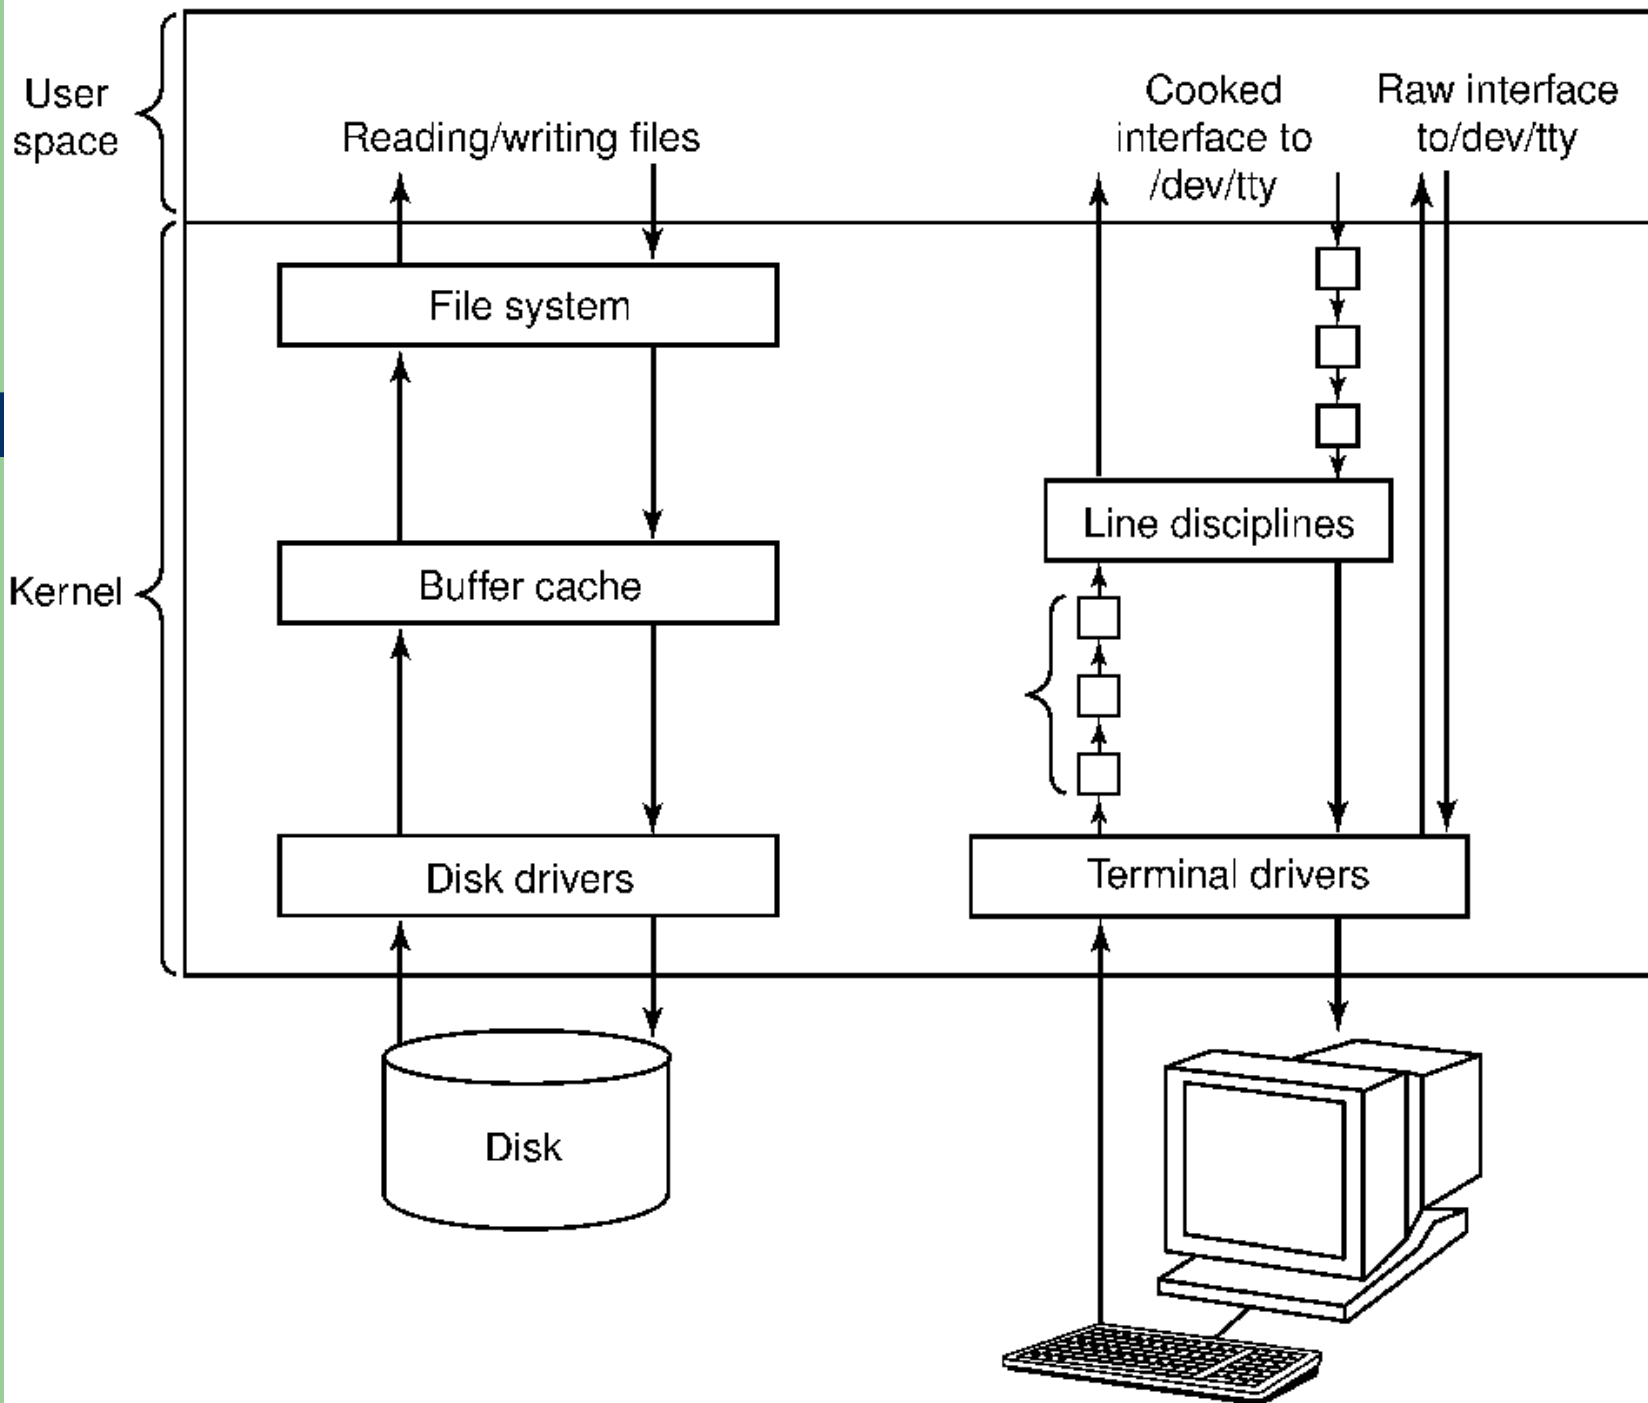 User
space
Reading/writing files
Cooked
interface to
/dev/tty
Raw interface
to/dev/tty
File system
Line disciplines
Buffer cache
Kernel
Disk drivers
Terminal drivers
Disk